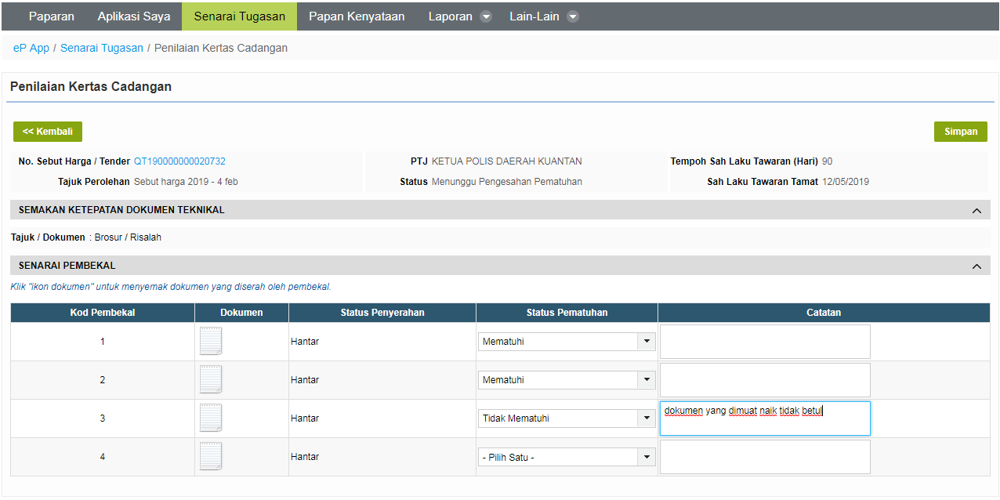 Paparan Aplikasi Saya Senarai Tugasan Papan Kenyataan Laporan Lain-Lain
eP App / Senarai Tugasan / Penilaian Kertas Cadangan
Penilaian Kertas Cadangan
<< Kembali Simpan
No. Sebut Harga / Tender QT190000000020732 PTJ KETUA POLIS DAERAH KUANTAN Tempoh Sah Laku Tawaran (Hari) 90
Tajuk Perolehan Sebut harga 2019 - 4 feb Status Menunggu Pengesahan Pematuhan Sah Laku Tawaran Tamat 12/05/2019
SEMAKAN KETEPATAN DOKUMEN TEKNIKAL
Tajuk / Dokumen : Brosur / Risalah
SENARAI PEMBEKAL
Klik "ikon dokumen" untuk menyemak dokumen yang diserah oleh pembekal.
Kod Pembekal Dokumen Status Penyerahan Status Pematuhan Catatan
1 Hantar Mematuhi
2 Hantar Mematuhi
3 Hantar Tidak Mematuhi dokumen yang dimuat naik tidak betul
4 Hantar - Pilih Satu -